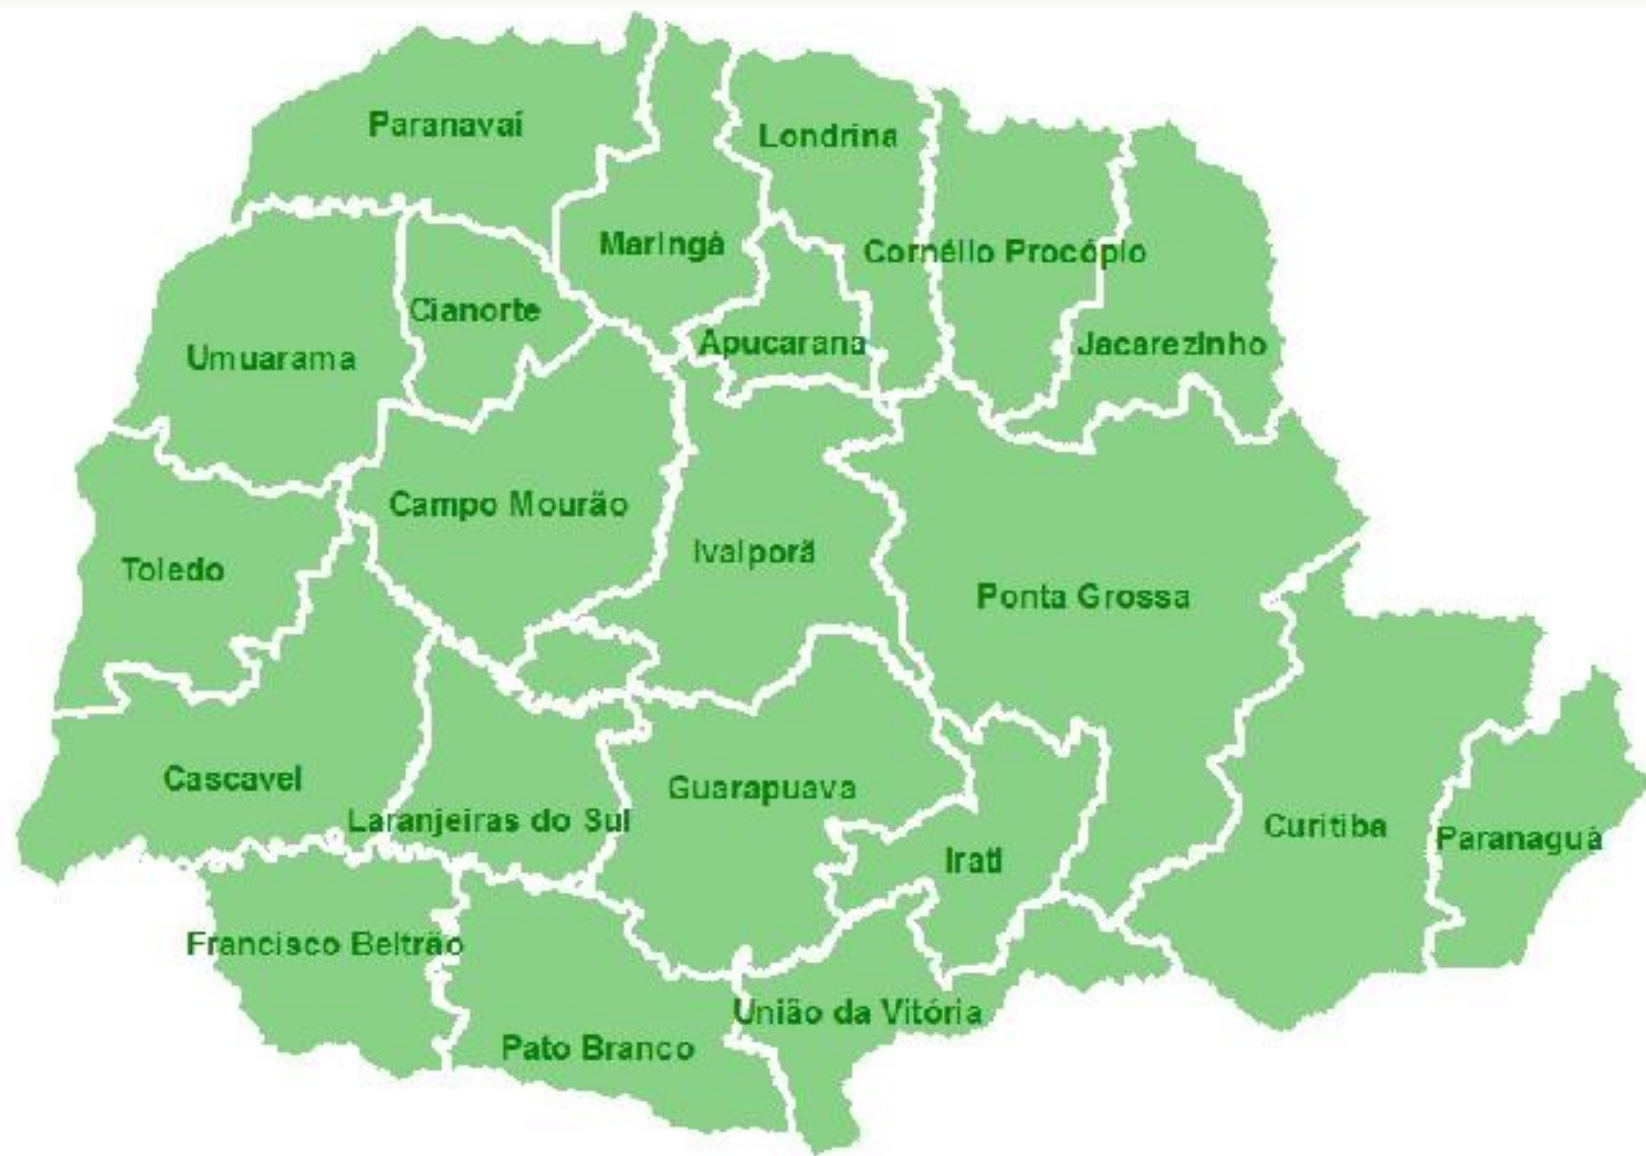 Paranavaí
Londrina
Maringá
Cornélio Procópio
Cianorte
Umuarama
Apucarana
Jacarezinho
Campo Mourão
Ivaiporã
Toledo
Ponta Grossa
Cascavel
Guarapuava
Laranjeiras do Sul
Curitiba
Paranaguá
Irati
Francisco Beltrão
União da Vitória
Pato Branco